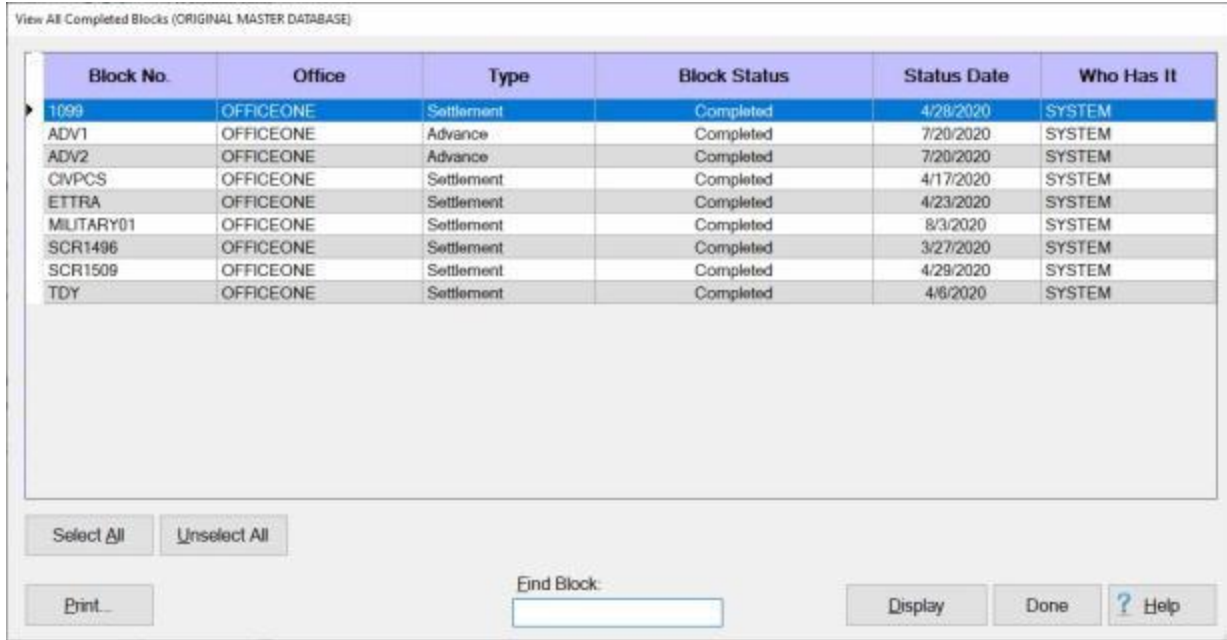 View All Completed Blocks (ORIGINAL MASTER DATABASE)
Block No. Office Type Block Status Status Date Who Has It
1099 OFFICEONE Settlement Completed 4/28/2020 SYSTEM
ADV1 OFFICEONE Advance Completed 7/20/2020 SYSTEM
ADV2 OFFICEONE Advance Completed 7/20/2020 SYSTEM
CIVPCS OFFICEONE Settlement Completed 4/17/2020 SYSTEM
ETTRA OFFICEONE Settlement Completed 4/23/2020 SYSTEM
MILITARY01 OFFICEONE Settlement Completed 8/3/2020 SYSTEM
SCR1496 OFFICEONE Settlement Completed 3/27/2020 SYSTEM
SCR1509 OFFICEONE Settlement Completed 4/29/2020 SYSTEM
TDY OFFICEONE Settlement Completed 4/6/2020 SYSTEM
Select All Unselect All
Find Block:
Print... Display Done ? Help